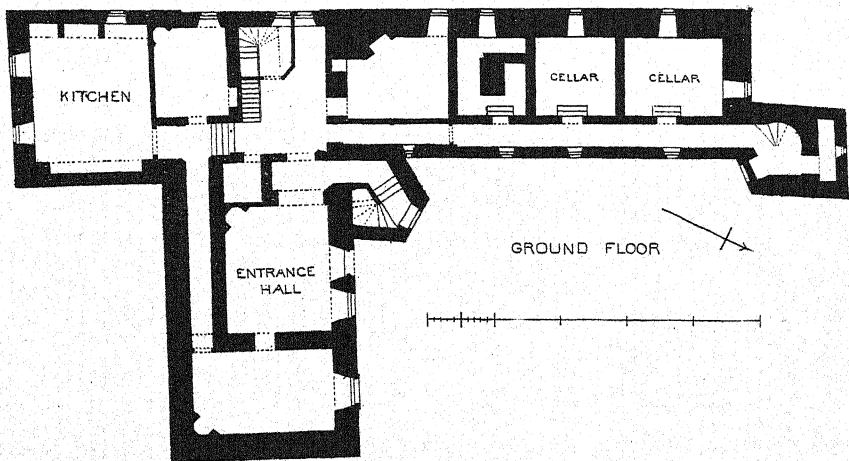 KITCHEN
CELLAR
CELLAR
ENTRANCE
HALL
GROUND FLOOR